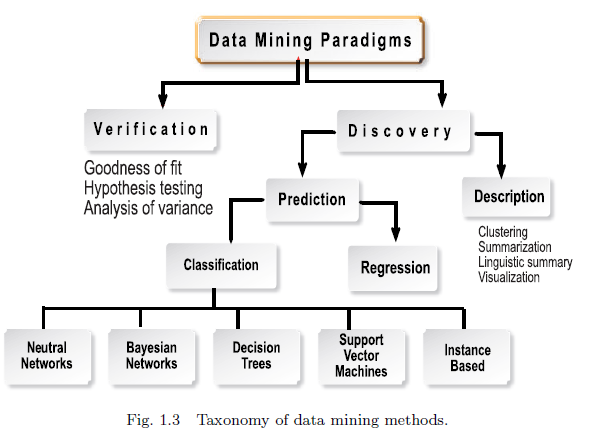 Data Mining Paradigms
Verification
Discovery
Goodness of fit
Hypothesis testing
Analysis of variance
Prediction
Description
Clustering
Summarization
Linguistic summary
Visualization
Classification
Regression
Neutral
Networks
Bayesian
Networks
Decision
Trees
Support
Vector
Machines
Instance
Based
Fig. 1.3 Taxonomy of data mining methods.